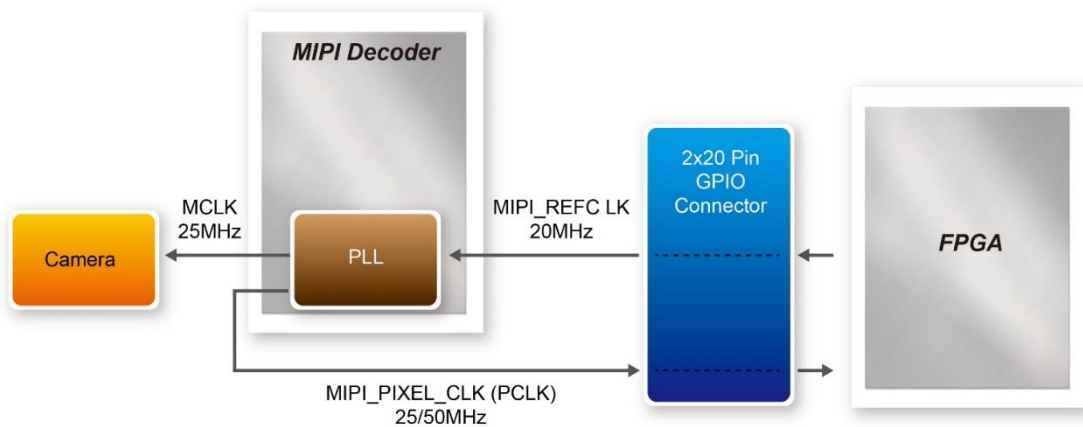 MIPI Decoder
MCLK
25MHz
Camera
PLL
MIPI_REFC LK
20MHz
2x20 Pin
GPIO
Connector
FPGA
MIPI_PIXEL_CLK (PCLK)
25/50MHz